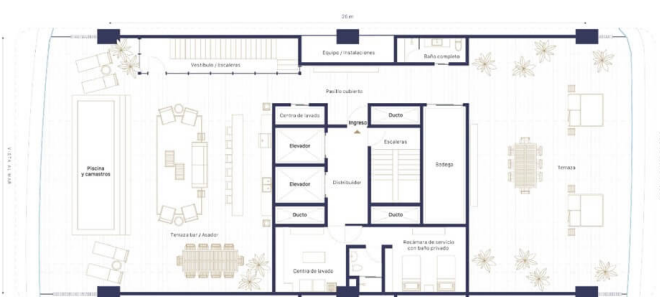 20 m
Equipo / Instalaciones
Baño completo
Vestíbulo / Escaleras
Pasillo cubierto
Centro de lavado
Ducto
Ingreso
Elevador
Escaleras
Piscina
y camastros
Bodega
Terraza
Elevador
Distribuidor
Ducto
Ducto
Terraza bar y Asador
Recámara de servicio
con baño privado
Centro de lavado